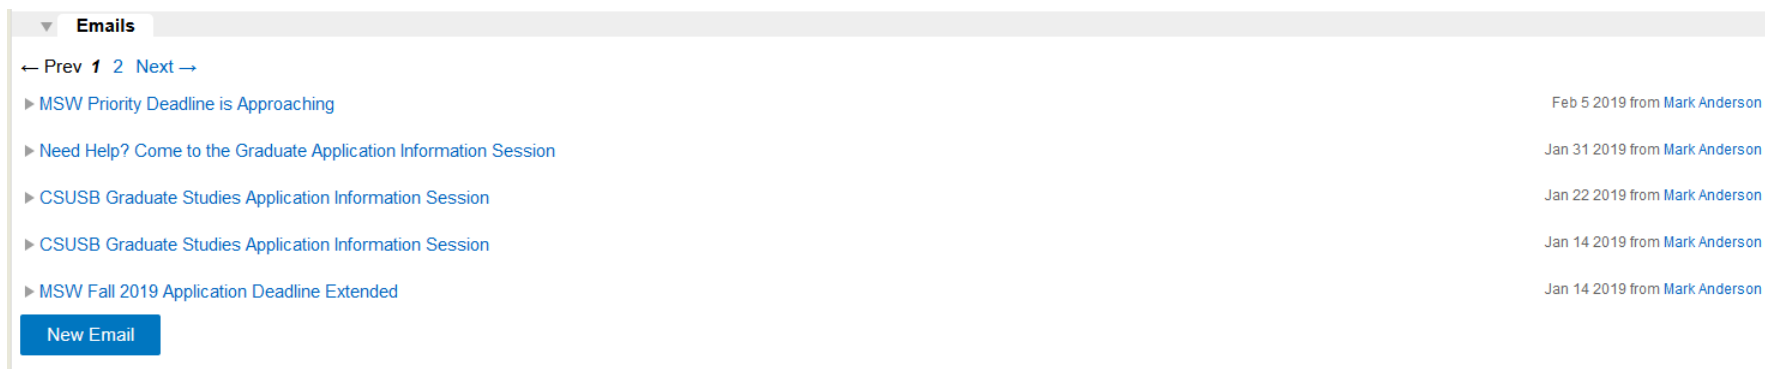 Emails
← Prev 1 2 Next →
MSW Priority Deadline is Approaching Feb 5 2019 from Mark Anderson
Need Help? Come to the Graduate Application Information Session Jan 31 2019 from Mark Anderson
CSUSB Graduate Studies Application Information Session Jan 22 2019 from Mark Anderson
CSUSB Graduate Studies Application Information Session Jan 14 2019 from Mark Anderson
MSW Fall 2019 Application Deadline Extended Jan 14 2019 from Mark Anderson
New Email